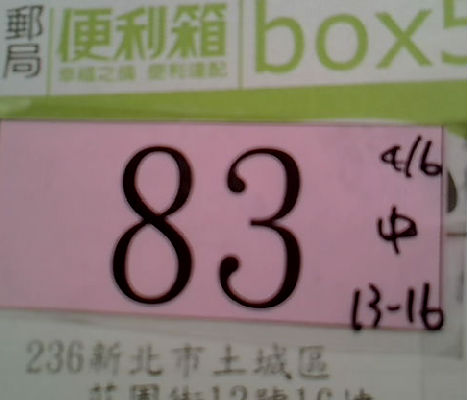 郵局 便利箱 box5
幸福之鑰 便利速配
83
4/6
中
13-16
236新北市土城區